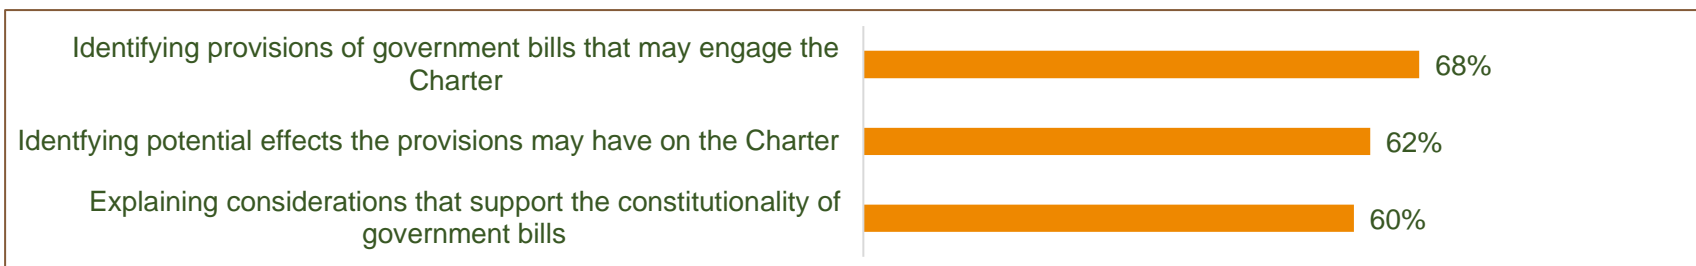 Identifying provisions of government bills that may engage the
Charter
68%
Identfying potential effects the provisions may have on the Charter
62%
Explaining considerations that support the constitutionality of
government bills
60%